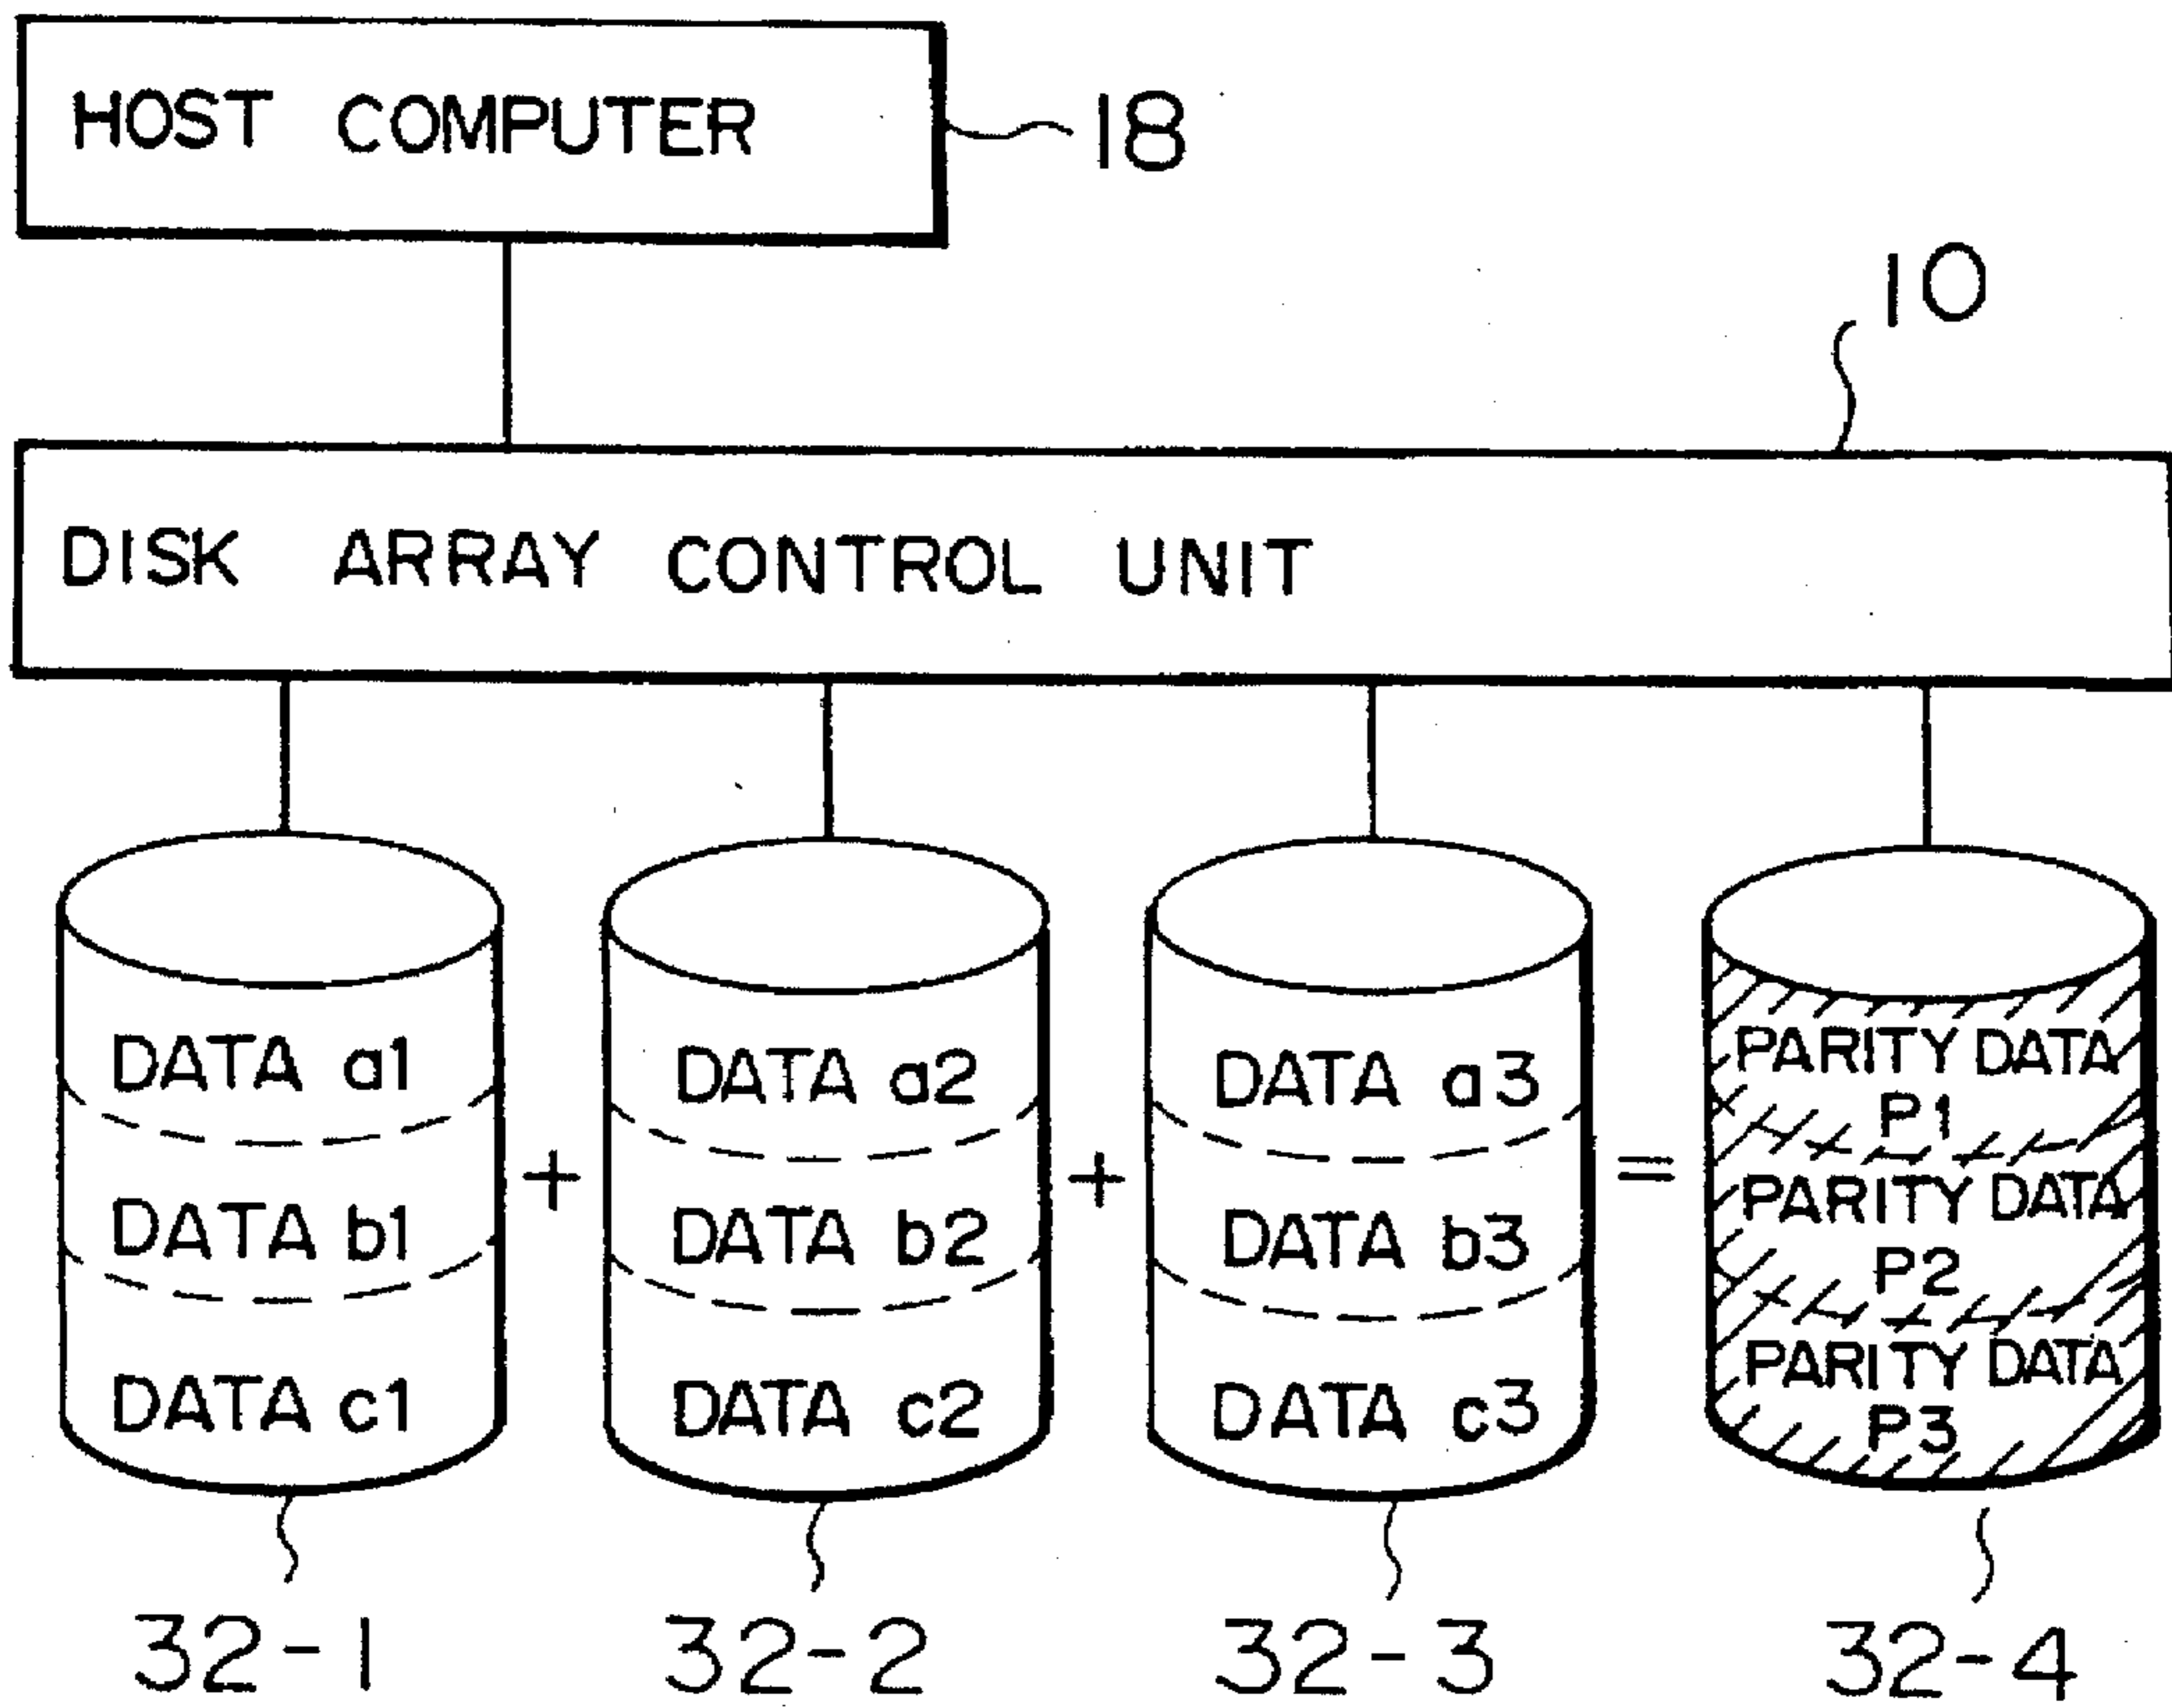 HOST COMPUTER
18
10
DISK ARRAY CONTROL UNIT
DATA a1
DATA b1
DATA c1
+
DATA a2
DATA b2
DATA c2
+
DATA a3
DATA b3
DATA c3
=
PARITY DATA
P1
PARITY DATA
P2
PARITY DATA
P3
32-1
32-2
32-3
32-4